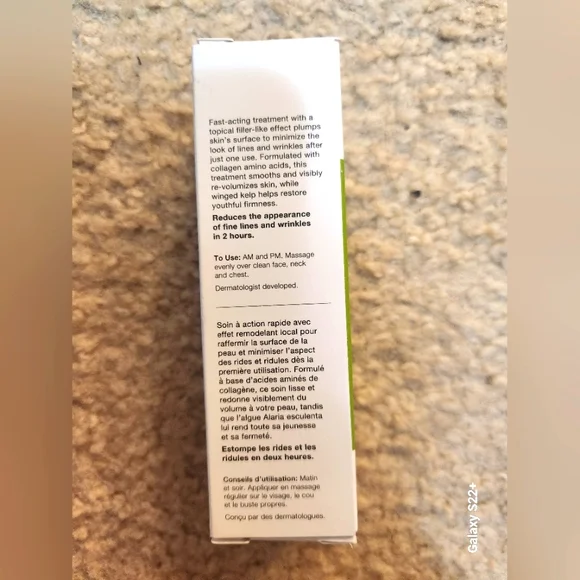 Fast-acting treatment with a
topical filler-like effect plumps
skin's surface to minimize the
look of lines and wrinkles after
just one use. Formulated with
collagen amino acids, this
treatment smooths and visibly
re-volumizes skin, while
winged kelp helps restore
youthful firmness.
Reduces the appearance
of fine lines and wrinkles
in 2 hours.
To Use: AM and PM. Massage
evenly over clean face, neck
and chest.
Dermatologist developed.
Soin à action rapide avec
effet remodelant local pour
raffermir la surface de la
peau et minimiser l'aspect
des rides et ridules dès la
première utilisation. Formulé
à base d'acides aminés de
collagène, ce soin lisse et
redonne visiblement du
volume à votre peau, tandis
que l'algue Alaria esculenta
lui rend toute sa jeunesse
et sa fermeté.
Estompe les rides et les
ridules en deux heures.
Conseils d'utilisation: Matin
et soir. Appliquer en massage
régulier sur le visage, le cou
et le buste propres.
Conçu par des dermatologues.
Galaxy S22+